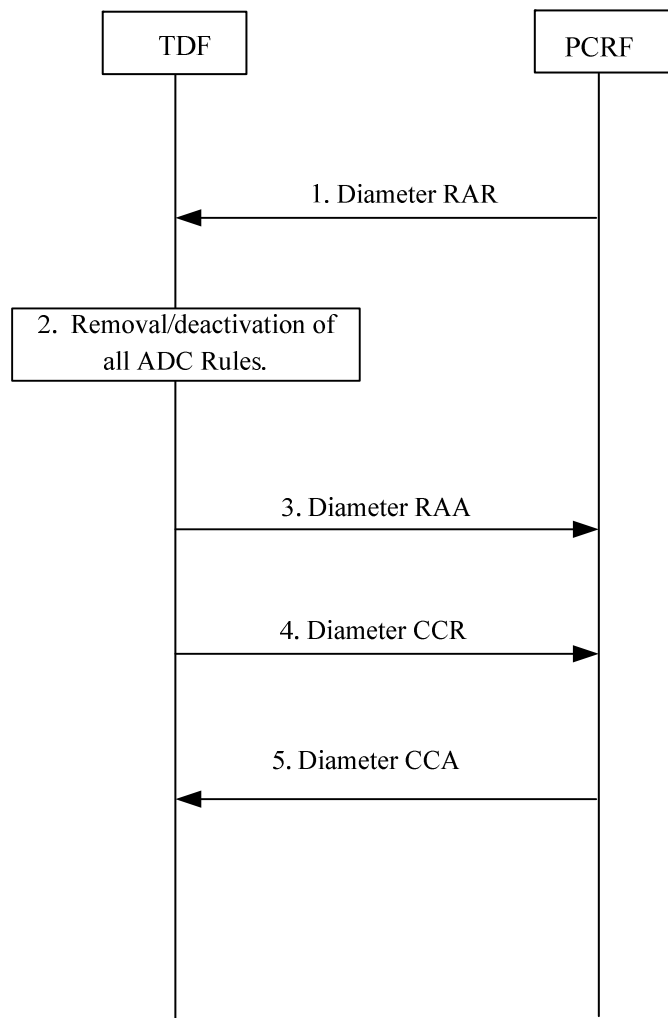 TDF
PCRF
1. Diameter RAR
2. Removal/deactivation of
all ADC Rules.
3. Diameter RAA
4. Diameter CCR
5. Diameter CCA